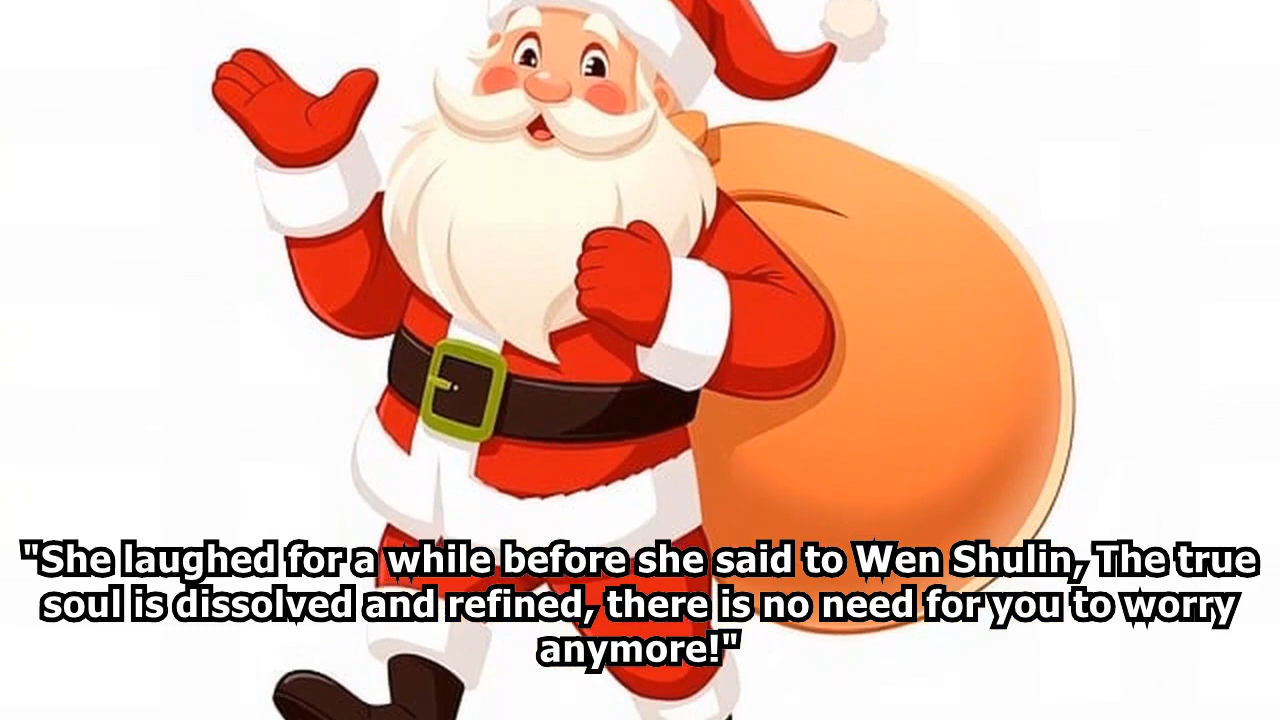 "She laughed for a while before she said to Wen Shulin, The true
soul is dissolved and refined, there is no need for you to worry
anymore!"